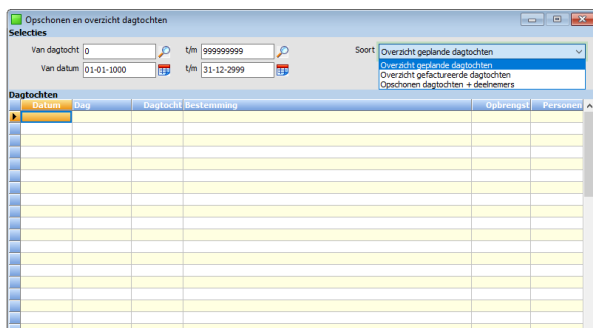 Opschonen en overzicht dagtochten
Selecties
Van dagtocht 0 t/m 999999999 Soort Overzicht geplande dagtochten
Van datum 01-01-1000 t/m 31-12-2999
Overzicht geplande dagtochten
Overzicht gefactureerde dagtochten
Opschonen dagtochten + deelnemers
Dagtochten
Datum Dag Dagtocht Bestemming Opbrengst Personen